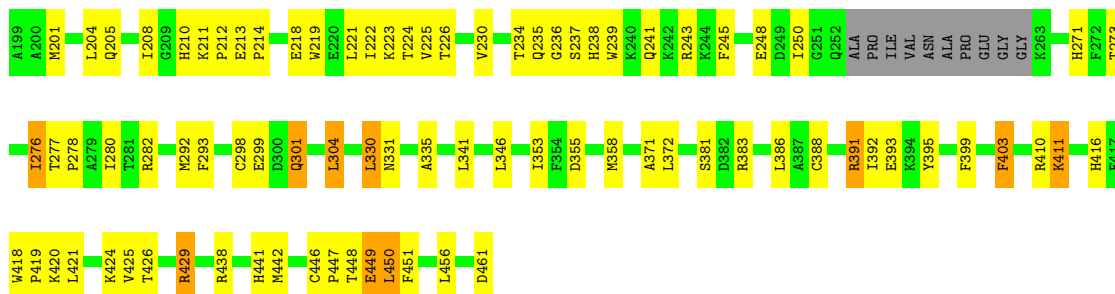 A199 A200 M201 L204 Q205 I208 G209 H210 K211 P212 E213 P214 E218 W219 E220 L221 I222 K223 T224 V225 T226 V230 T234 Q235 G236 S237 H238 W239 K240 Q241 K242 R243 K244 F245 E248 D249 I250 G251 Q252 ALA PRO ILE VAL ASN ALA PRO GLU GLY GLY K263 H271 F272 T273
I276 T277 P278 A279 I280 T281 R282 M292 F293 C298 E299 D300 Q301 L304 L330 N331 A335 L341 L346 I353 F354 D355 M358 A371 L372 S381 D382 R383 L386 A387 C388 R391 I392 E393 K394 Y395 F399 F403 R410 K411 H416
W418 P419 K420 L421 K424 V425 T426 R429 R438 H441 M442 C446 P447 T448 E449 L450 F451 L456 D461